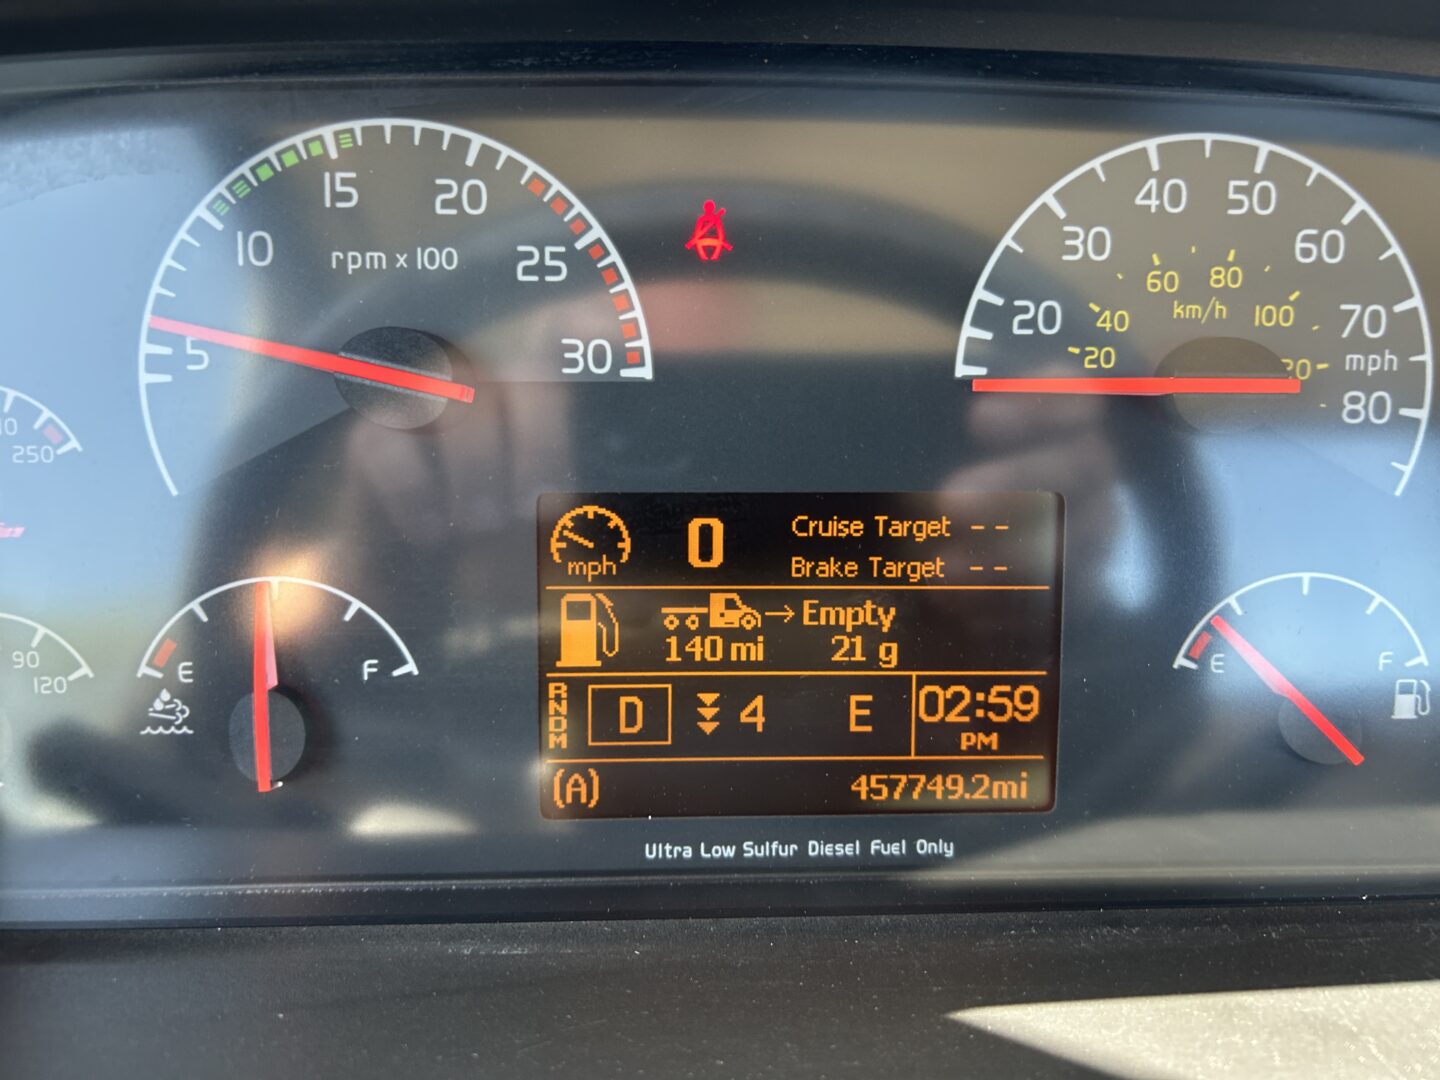 5
10
15
20
25
30
rpm x 100
20
30
40
50
60
70
80
mph
20
40
60
80
100
km/h
250
90
120
E
F
mph
0
Cruise Target --
Brake Target --
Empty
140 mi
21 g
RNDM
D
4
E
02:59
PM
(A)
457749.2mi
E
F
Ultra Low Sulfur Diesel Fuel Only